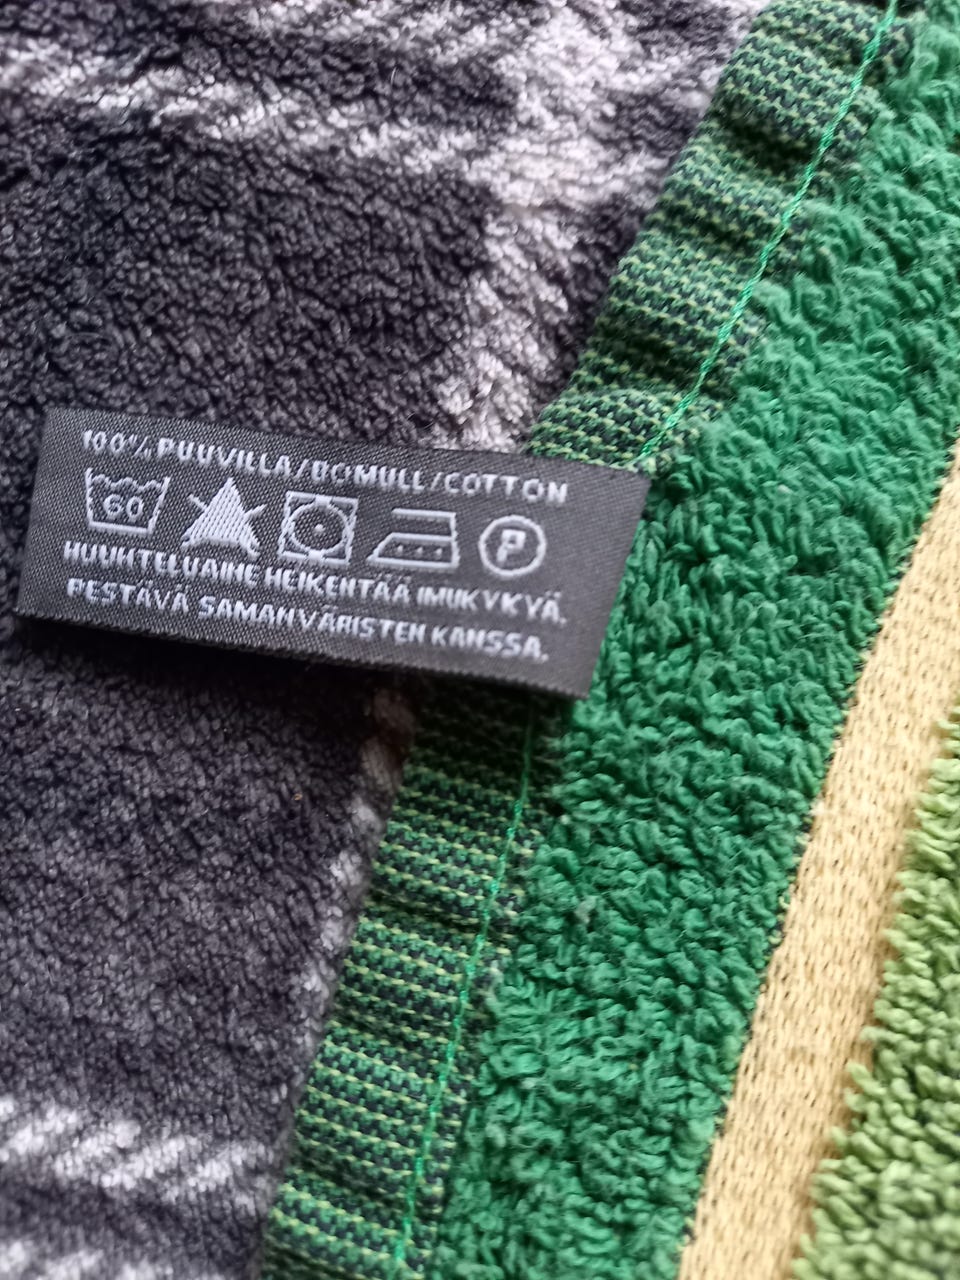 100% PUUVILLA/BOMULL/COTTON
60 P
HUUHTELUAINE HEIKENTÄÄ IMUKYKYÄ.
PESTÄVÄ SAMANVÄRISTEN KANSSA.